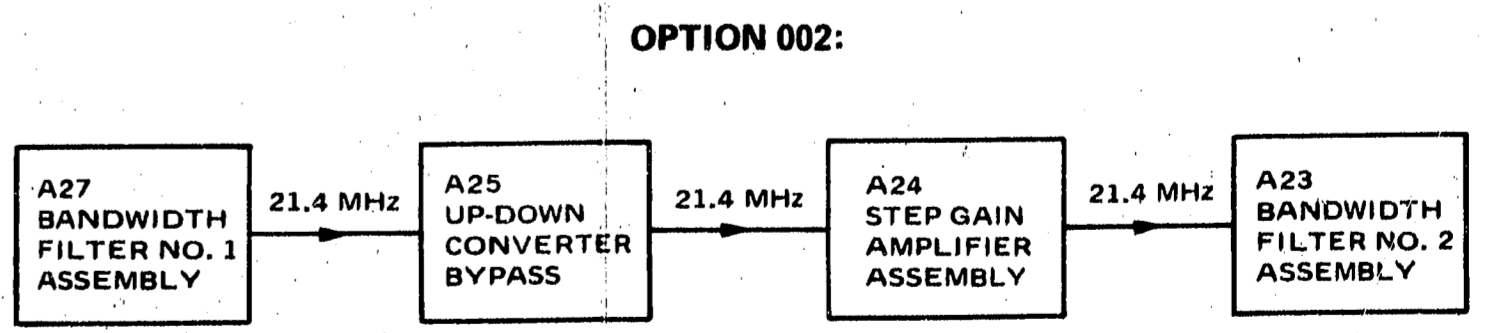 OPTION 002:
A27
BANDWIDTH
FILTER NO. 1
ASSEMBLY
21.4 MHz
A25
UP-DOWN
CONVERTER
BYPASS
21.4 MHz
A24
STEP GAIN
AMPLIFIER
ASSEMBLY
21.4 MHz
A23
BANDWIDTH
FILTER NO. 2
ASSEMBLY